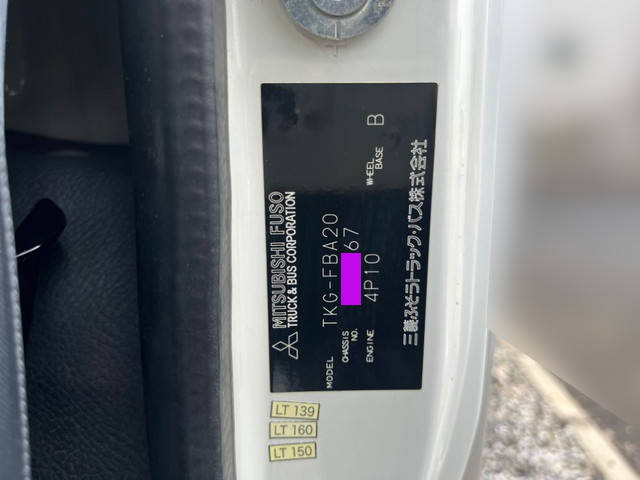 MITSUBISHI FUSO
TRUCK & BUS CORPORATION
MODEL TKG-FBA20
CHASSIS NO. 67
ENGINE 4P10 WHEEL BASE B
三菱ふそうトラック・バス株式会社
LT 139
LT 160
LT 150